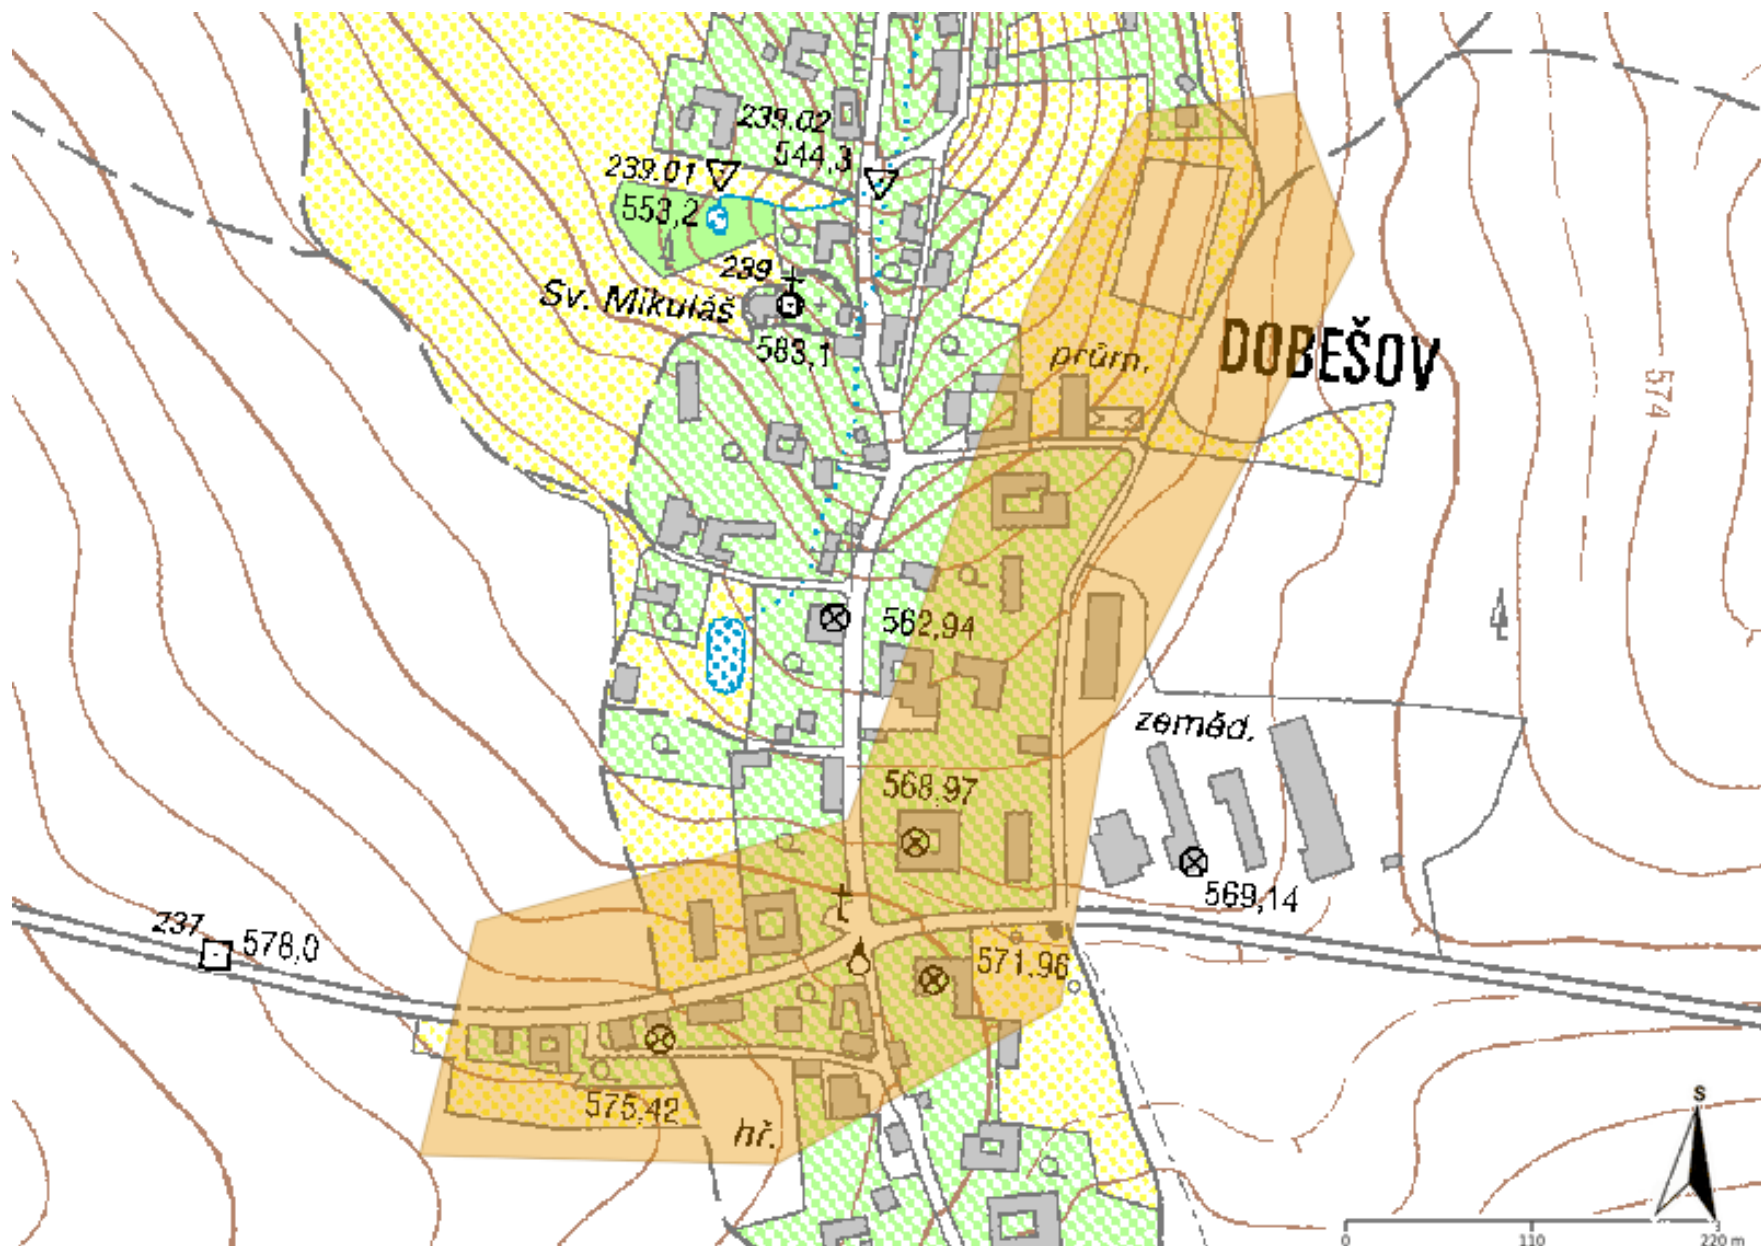 239.02
544,3
239.01
553,2
239
Sv. Mikuláš
583,1
DOBEŠOV
prům.
574
562,94
zeměd.
568,97
569,14
237
578,0
571.96
575,42
hř.
S
0
110
220 m